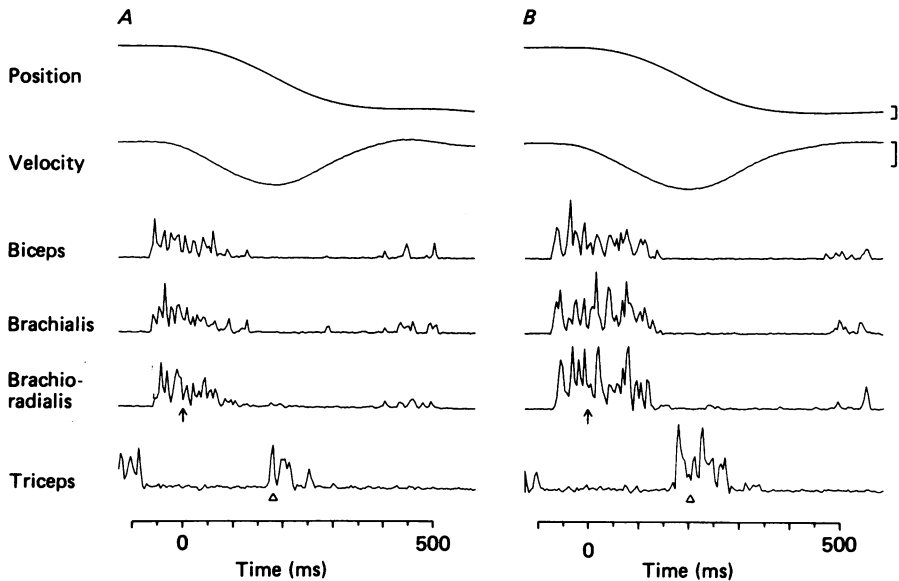 A
B
Position
Velocity
Biceps
Brachialis
Brachio-
radialis
Triceps
0
500
0
500
Time (ms)
Time (ms)